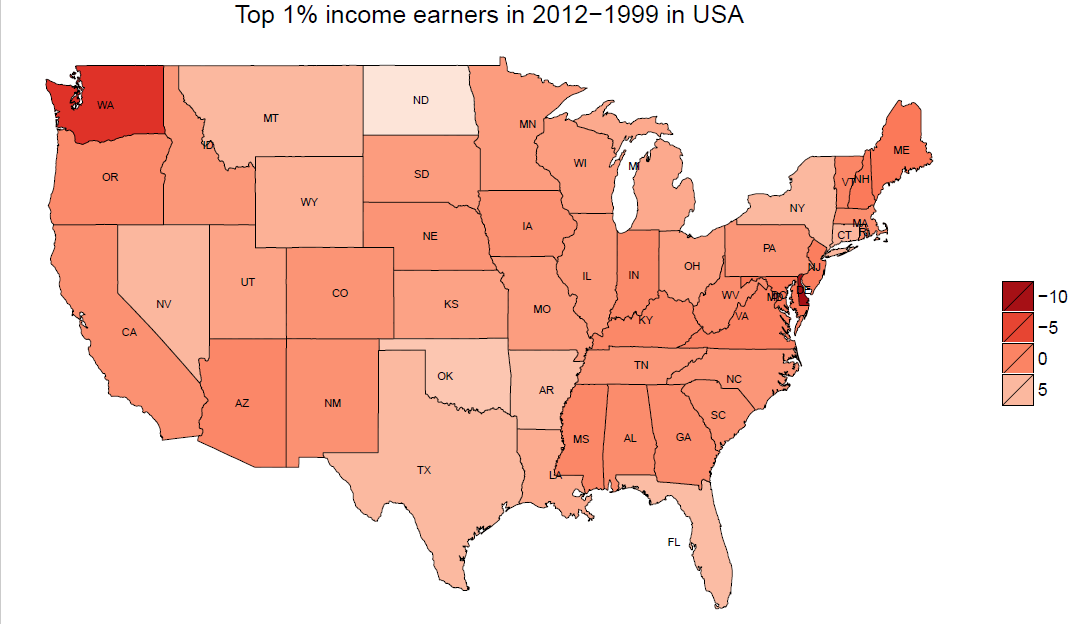 Top 1% income earners in 2012−1999 in USA
WA
ND
MT
MN
ME
ID
OR
SD
WI
MI
VT
NH
WY
NY
MA
RI
CT
IA
NE
PA
OH
NJ
UT
CO
IL
IN
WV
MD
DC
DE
NV
KS
MO
VA
KY
CA
TN
NC
OK
AR
AZ
NM
SC
MS
AL
GA
TX
LA
FL
−10
−5
0
5